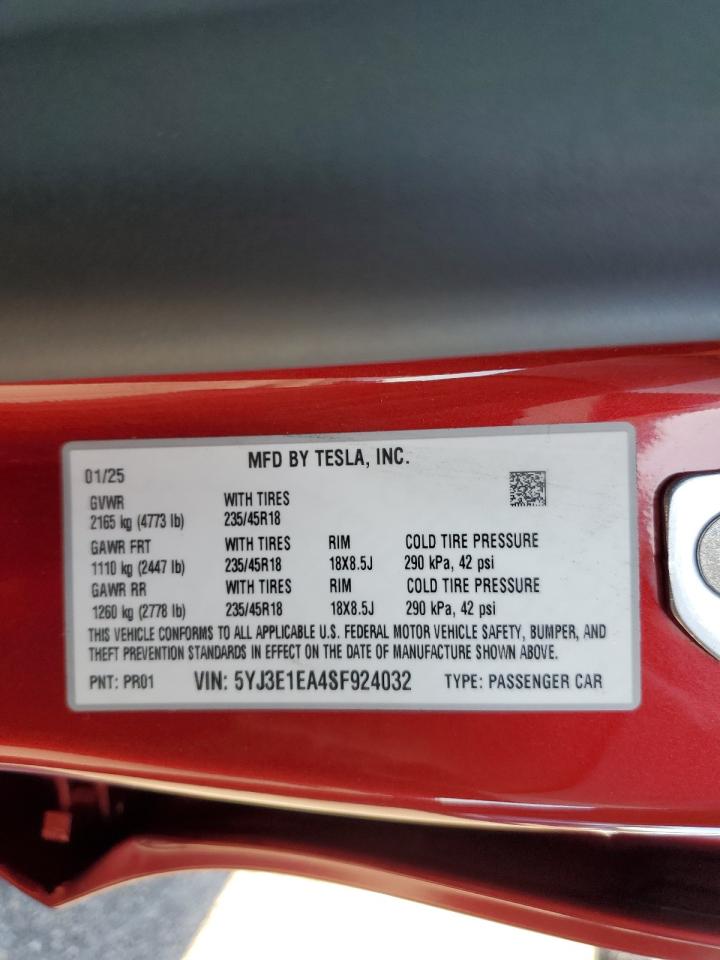 MFD BY TESLA, INC.
01/25
GVWR WITH TIRES
2165 kg (4773 lb) 235/45R18
GAWR FRT WITH TIRES RIM COLD TIRE PRESSURE
1110 kg (2447 lb) 235/45R18 18X8.5J 290 kPa, 42 psi
GAWR RR WITH TIRES RIM COLD TIRE PRESSURE
1260 kg (2778 lb) 235/45R18 18X8.5J 290 kPa, 42 psi
THIS VEHICLE CONFORMS TO ALL APPLICABLE U.S. FEDERAL MOTOR VEHICLE SAFETY, BUMPER, AND
THEFT PREVENTION STANDARDS IN EFFECT ON THE DATE OF MANUFACTURE SHOWN ABOVE.
PNT: PR01 VIN: 5YJ3E1EA4SF924032 TYPE: PASSENGER CAR